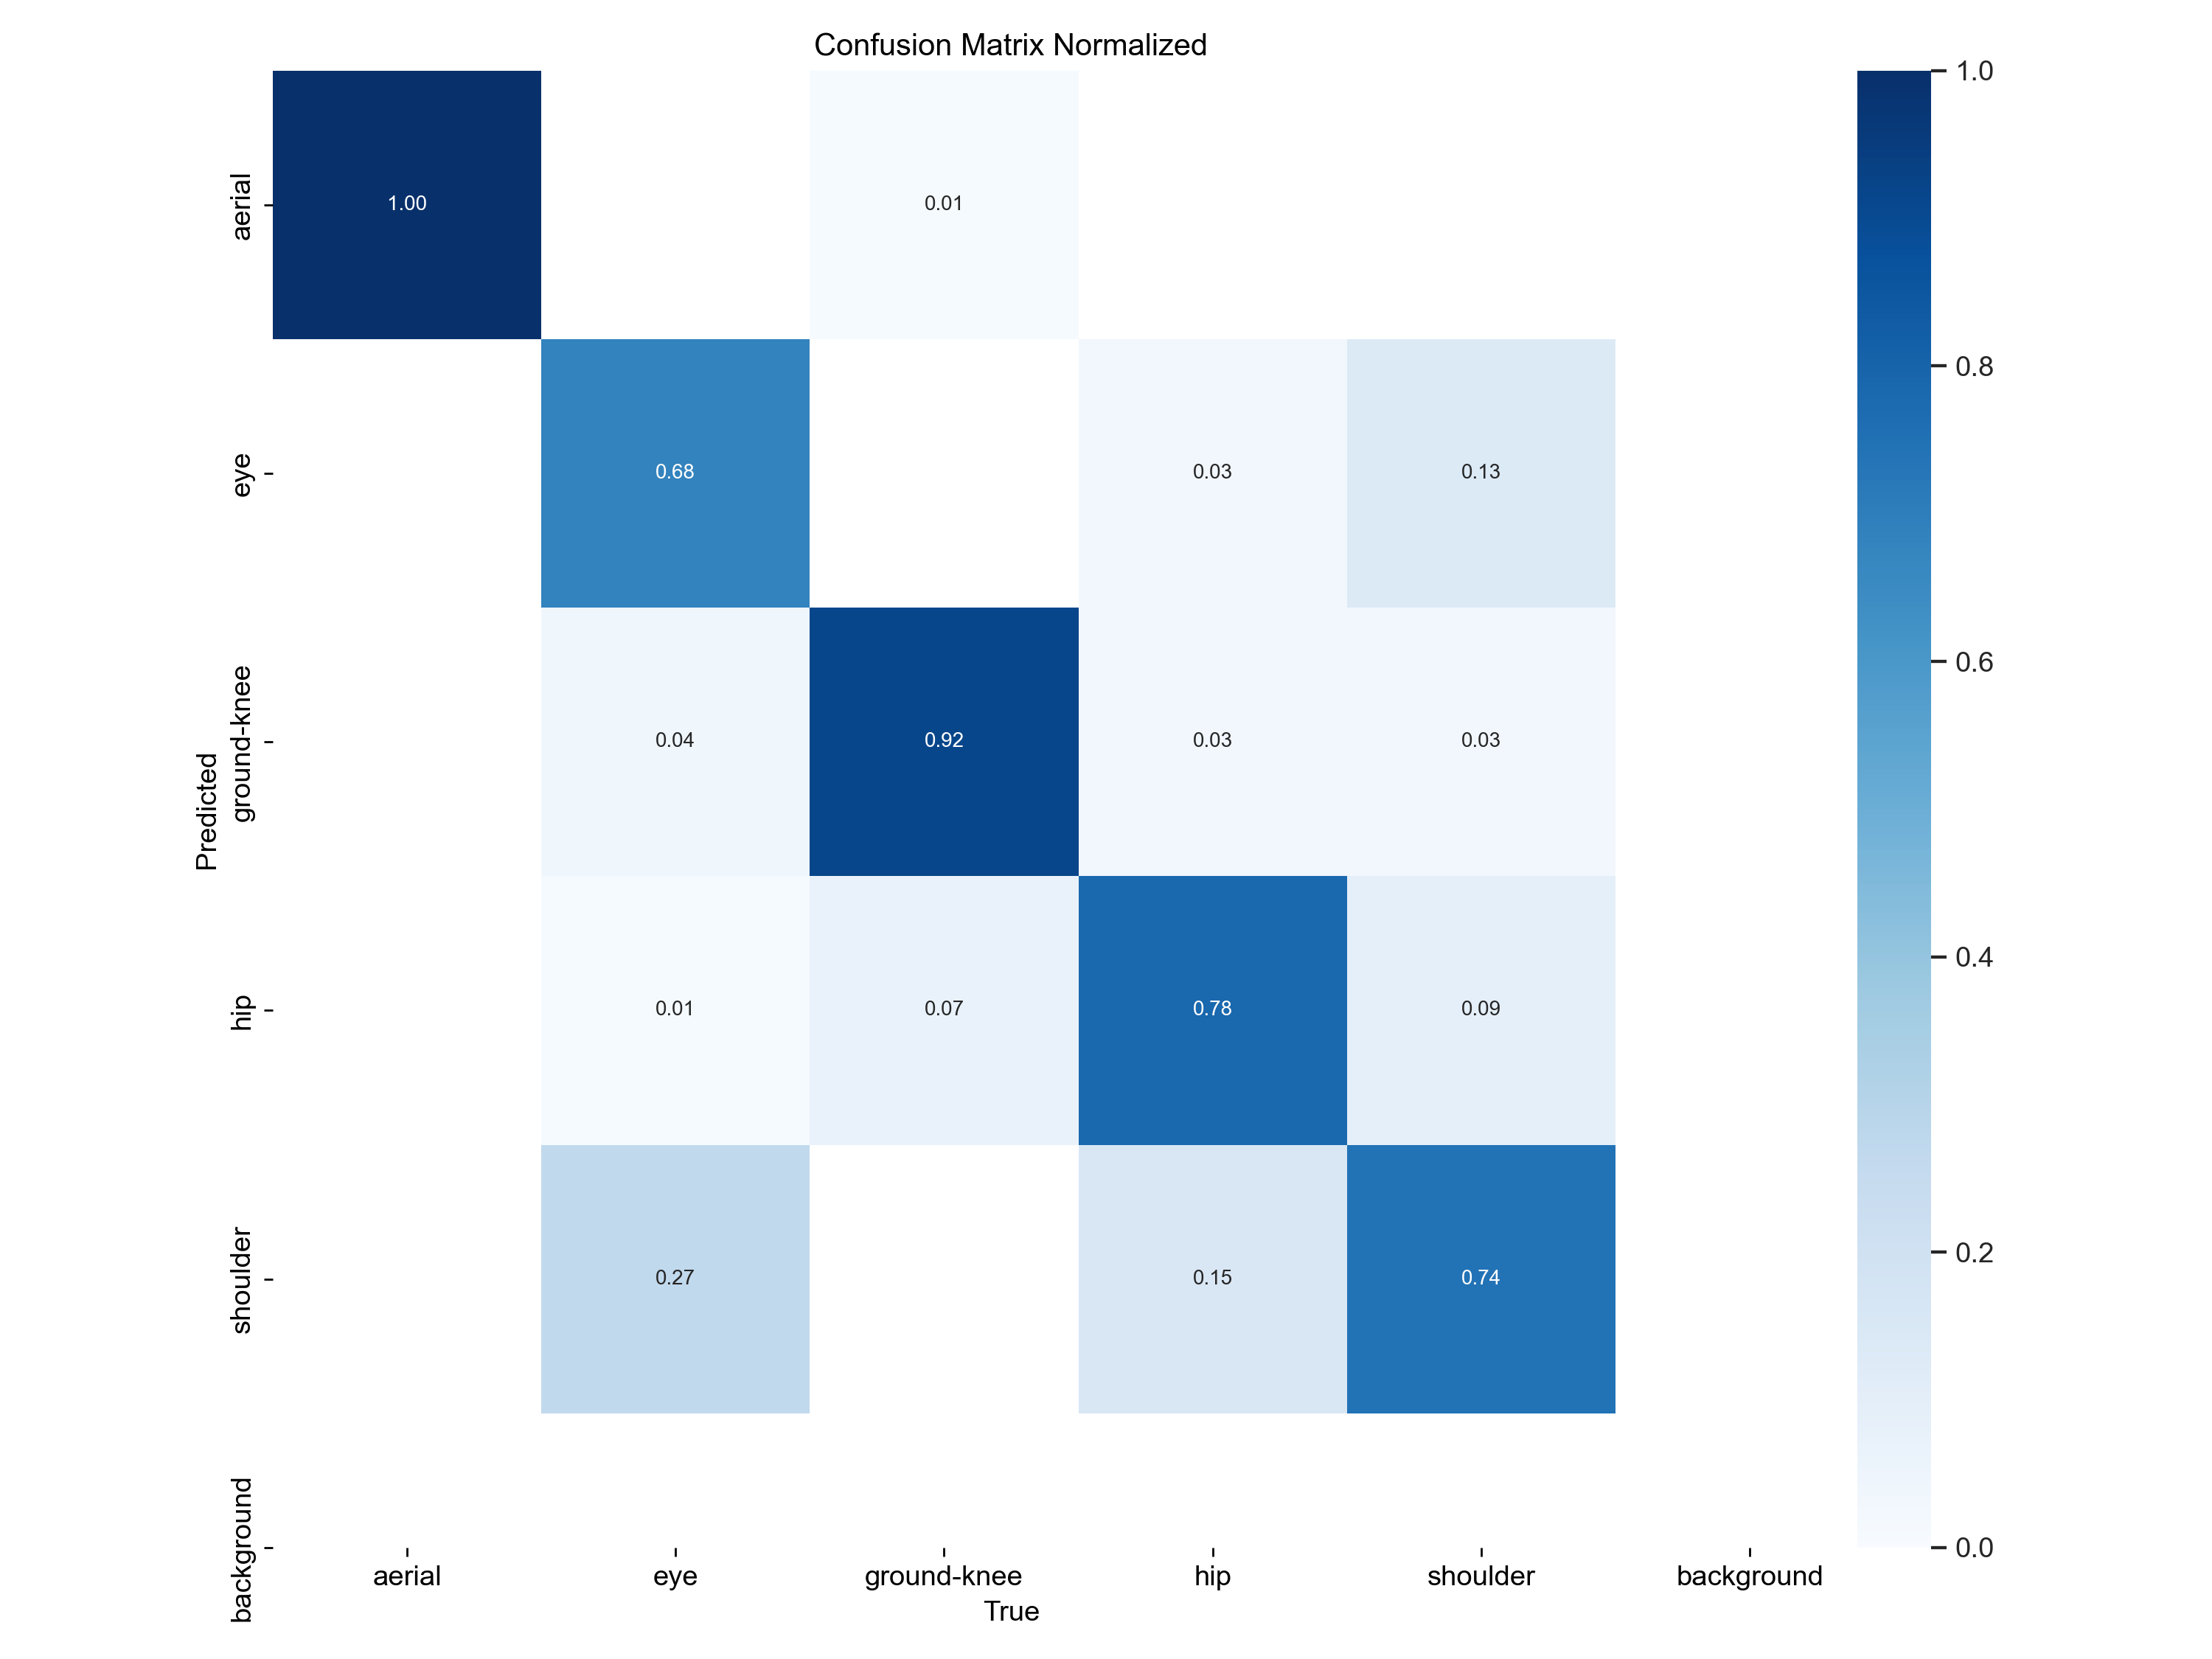 Confusion Matrix Normalized
aerial
1.00
0.01
eye
0.68
0.03
0.13
ground-knee
0.04
0.92
0.03
0.03
hip
0.01
0.07
0.78
0.09
shoulder
0.27
0.15
0.74
background
Predicted
aerial
eye
ground-knee
hip
shoulder
background
True
1.0
0.8
0.6
0.4
0.2
0.0